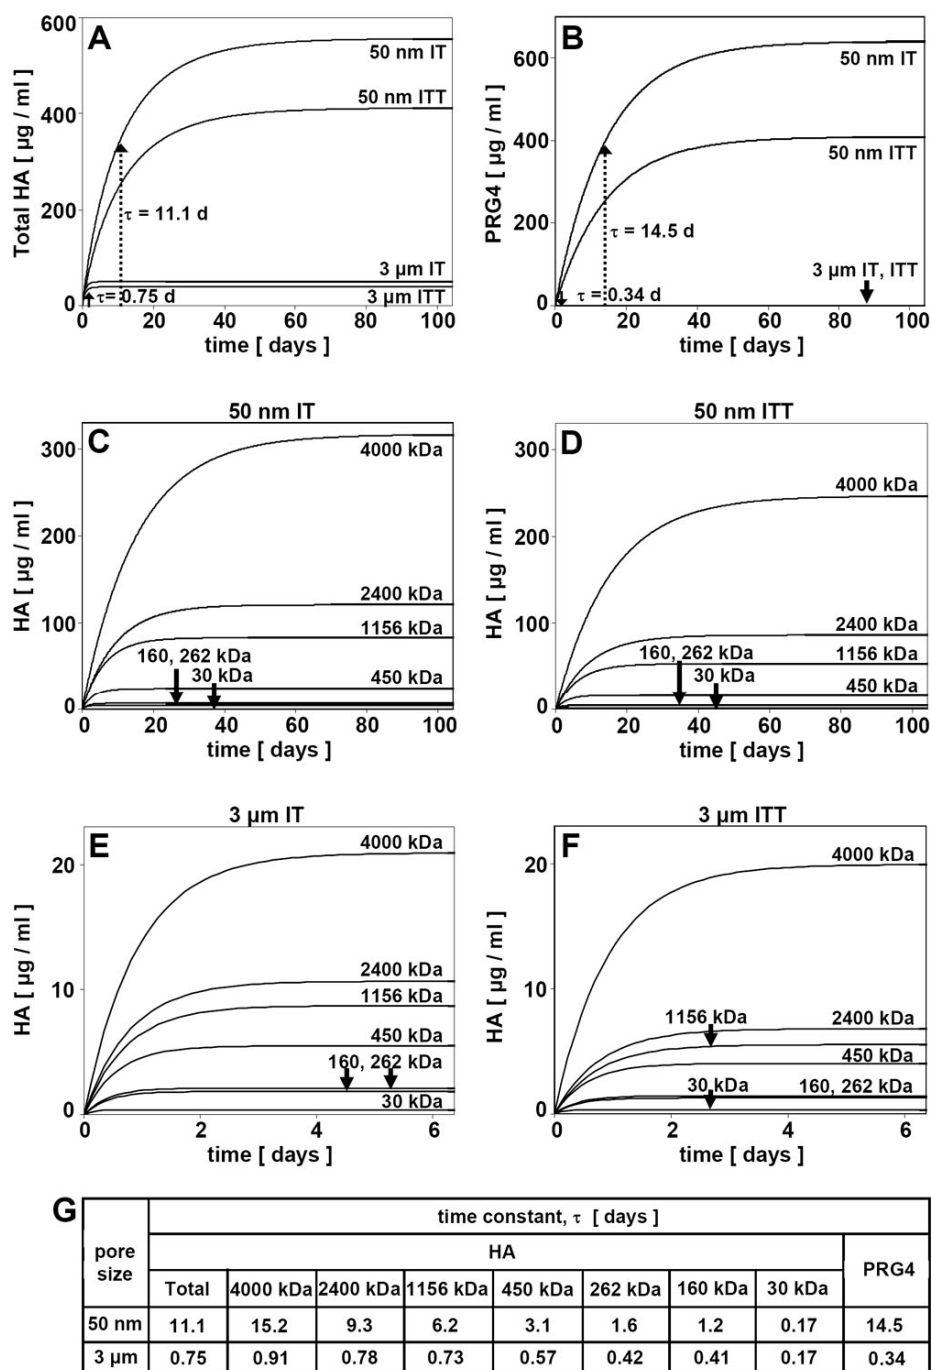 A
Total HA [ µg / ml ]
600
400
200
0
50 nm IT
50 nm ITT
τ = 11.1 d
3 µm IT
τ= 0.75 d
3 µm ITT
0 20 40 60 80 100
time [ days ]
B
PRG4 [ µg / ml ]
600
400
200
0
50 nm IT
50 nm ITT
τ = 14.5 d
3 µm IT, ITT
τ = 0.34 d
0 20 40 60 80 100
time [ days ]
50 nm IT
C
HA [ µg / ml ]
300
200
100
0
4000 kDa
2400 kDa
1156 kDa
160, 262 kDa
30 kDa
450 kDa
0 20 40 60 80 100
time [ days ]
50 nm ITT
D
HA [ µg / ml ]
300
200
100
0
4000 kDa
2400 kDa
160, 262 kDa
1156 kDa
30 kDa
450 kDa
0 20 40 60 80 100
time [ days ]
3 µm IT
E
HA [ µg / ml ]
20
10
0
4000 kDa
2400 kDa
1156 kDa
450 kDa
160, 262 kDa
30 kDa
0 2 4 6
time [ days ]
3 µm ITT
F
HA [ µg / ml ]
20
10
0
4000 kDa
1156 kDa
2400 kDa
450 kDa
30 kDa
160, 262 kDa
0 2 4 6
time [ days ]
G
pore size
time constant, τ [ days ]
HA
PRG4
Total 4000 kDa 2400 kDa 1156 kDa 450 kDa 262 kDa 160 kDa 30 kDa
50 nm 11.1 15.2 9.3 6.2 3.1 1.6 1.2 0.17 14.5
3 µm 0.75 0.91 0.78 0.73 0.57 0.42 0.41 0.17 0.34